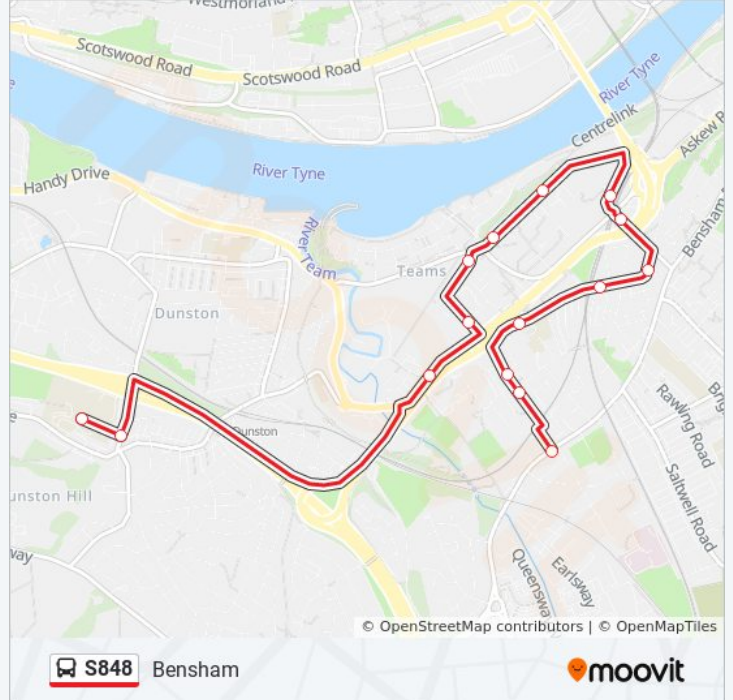 Westmorland
Scotswood Road
Scotswood Road
River Tyne
Centrelink
Askew R
River Tyne
Handy Drive
River Team
Bensham
Teams
Dunston
Dunston
Rawling Road
Brig
Saltwell Road
unston Hill
way
Queensway
Earlsway
© OpenStreetMap contributors | © OpenMapTiles
S848 Bensham moovit